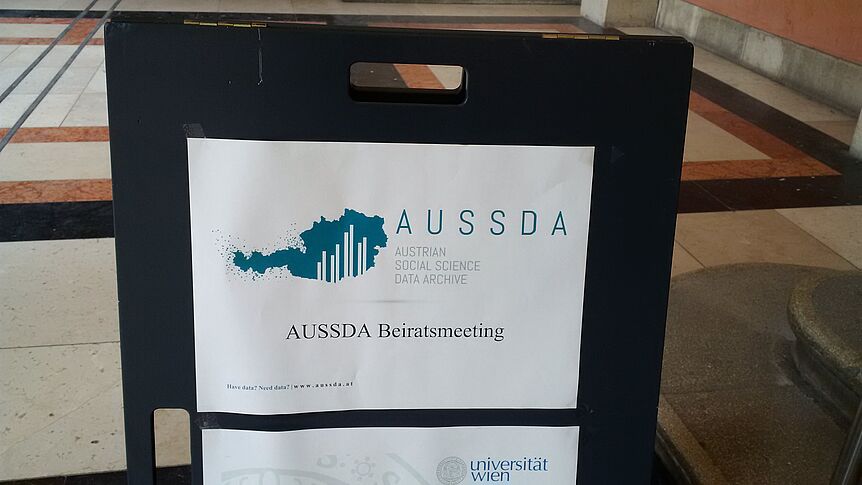 AUSSDA
AUSTRIAN
SOCIAL SCIENCE
DATA ARCHIVE
AUSSDA Beiratsmeeting
Have data? Need data? | www.aussda.at
universität
wien